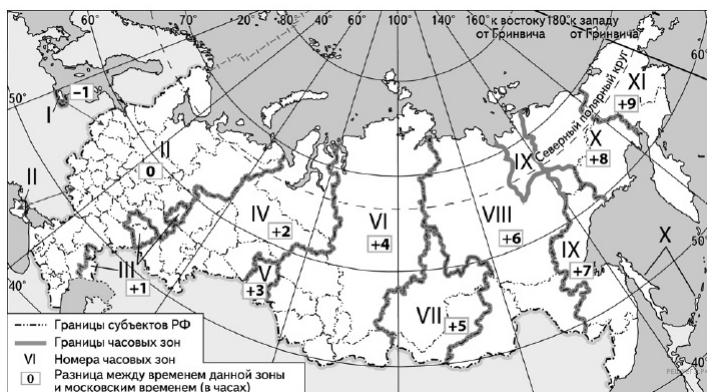 60° 70° 20° 40° 60° 100° 140° 160° к востоку 180° к западу
от Гринвича от Гринвича
Северный полярный круг
60°
50°
50°
40°
40°
I
-1
II
II
0
III
+1
IV
+2
V
+3
VI
+4
VII
+5
VIII
+6
IX
IX
+7
X
+8
X
XI
+9
Границы субъектов РФ
Границы часовых зон
VI Номера часовых зон
0 Разница между временем данной зоны
и московским временем (в часах)